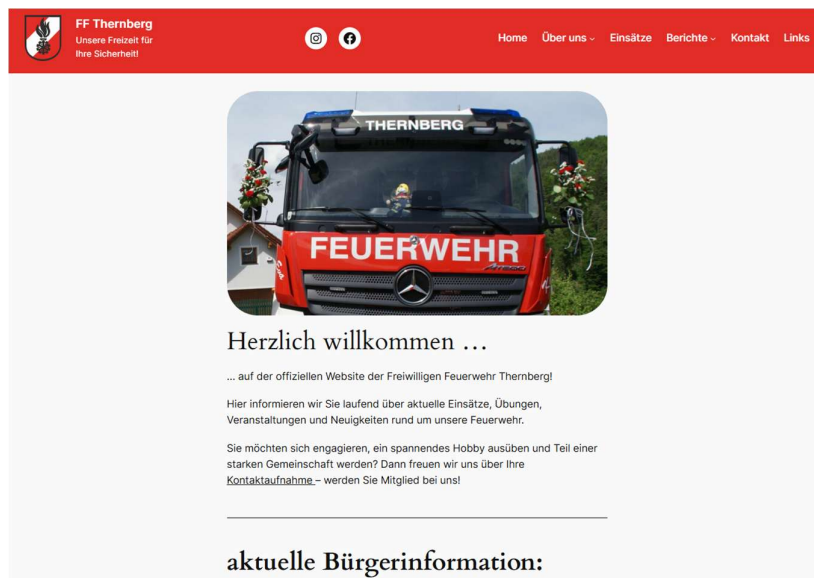 FF Thernberg
Unsere Freizeit für
Ihre Sicherheit!
Home Über uns Einsätze Berichte Kontakt Links
THERNBERG
FEUERWEHR
Atego
Herzlich willkommen …
… auf der offiziellen Website der Freiwilligen Feuerwehr Thernberg!
Hier informieren wir Sie laufend über aktuelle Einsätze, Übungen,
Veranstaltungen und Neuigkeiten rund um unsere Feuerwehr.
Sie möchten sich engagieren, ein spannendes Hobby ausüben und Teil einer
starken Gemeinschaft werden? Dann freuen wir uns über Ihre
Kontaktaufnahme – werden Sie Mitglied bei uns!
aktuelle Bürgerinformation: